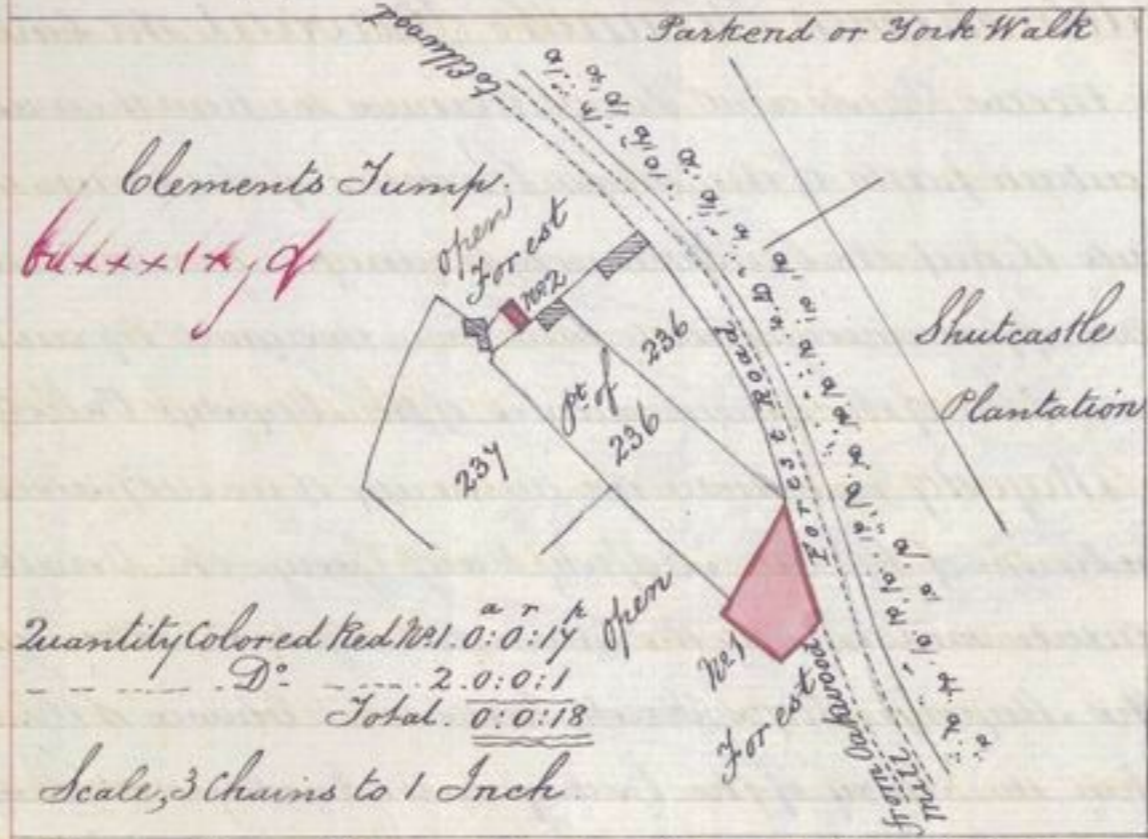 Parkend or York Walk
to Ellwood
Clements Tump.
open
Forest
No. 2
236
pt. of
236
237
Forest Road
Shutcastle
Plantation
open
Forest
No. 1
From Oakwood
Mill
a r p
Quantity Colored Red No. 1. 0:0:17
Do. 2. 0:0:1
Total 0:0:18
Scale, 3 Chains to 1 Inch